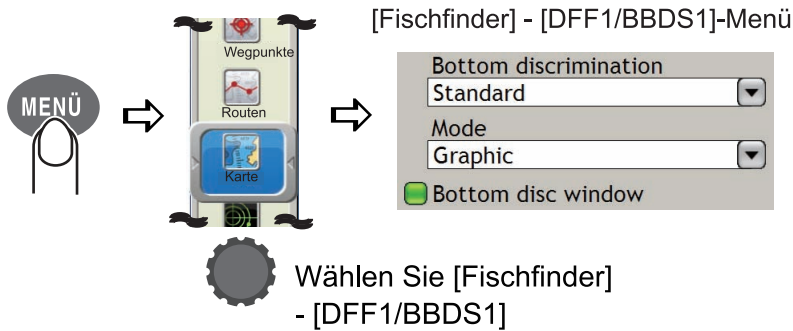 [Fischfinder] - [DFF1/BBDS1]-Menü
MENÜ
Wegpunkte
Routen
Karte
Bottom discrimination
Standard
Mode
Graphic
Bottom disc window
Wählen Sie [Fischfinder]
- [DFF1/BBDS1]